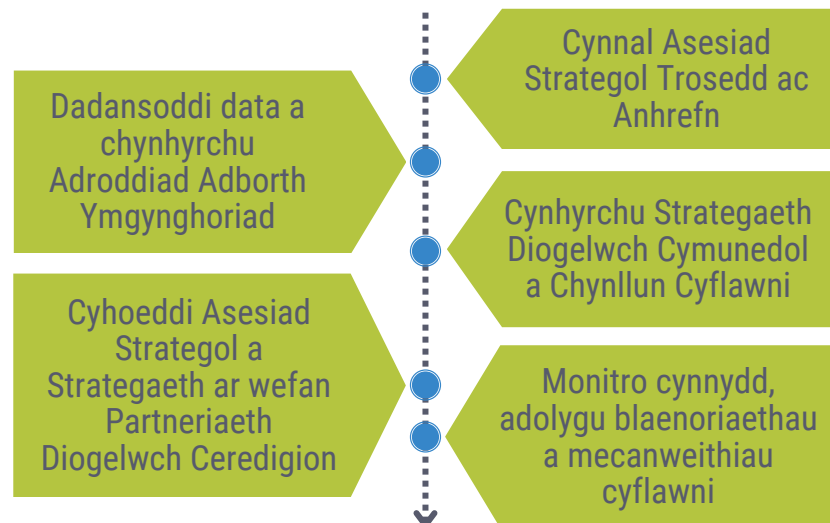 Cynnal Asesiad
Strategol Trosedd ac
Anhrefn
Dadansoddi data a
chynhyrchu
Adroddiad Adborth
Ymgynghoriad
Cynhyrchu Strategaeth
Diogelwch Cymunedol
a Chynllun Cyflawni
Cyhoeddi Asesiad
Strategol a
Strategaeth ar wefan
Partneriaeth
Diogelwch Ceredigion
Monitro cynnydd,
adolygu blaenoriaethau
a mecanweithiau
cyflawni